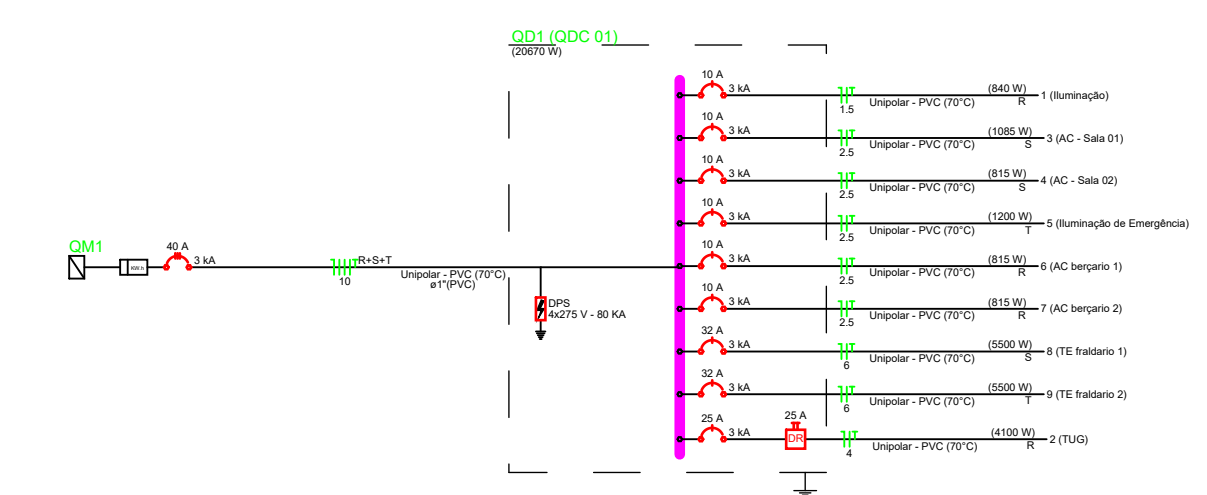 QD1 (QDC 01)
(20670 W)
10 A
3 kA
1.5
Unipolar - PVC (70°C)
(840 W)
R
1 (Iluminação)
10 A
3 kA
2.5
Unipolar - PVC (70°C)
(1085 W)
S
3 (AC - Sala 01)
10 A
3 kA
2.5
Unipolar - PVC (70°C)
(815 W)
S
4 (AC - Sala 02)
10 A
3 kA
2.5
Unipolar - PVC (70°C)
(1200 W)
T
5 (Iluminação de Emergência)
QM1
KW.h
40 A
3 kA
R+S+T
10
Unipolar - PVC (70°C)
ø1"(PVC)
DPS
4x275 V - 80 KA
10 A
3 kA
2.5
Unipolar - PVC (70°C)
(815 W)
R
6 (AC berçario 1)
10 A
3 kA
2.5
Unipolar - PVC (70°C)
(815 W)
R
7 (AC berçario 2)
32 A
3 kA
6
Unipolar - PVC (70°C)
(5500 W)
S
8 (TE fraldario 1)
32 A
3 kA
6
Unipolar - PVC (70°C)
(5500 W)
T
9 (TE fraldario 2)
25 A
3 kA
25 A
DR
4
Unipolar - PVC (70°C)
(4100 W)
R
2 (TUG)